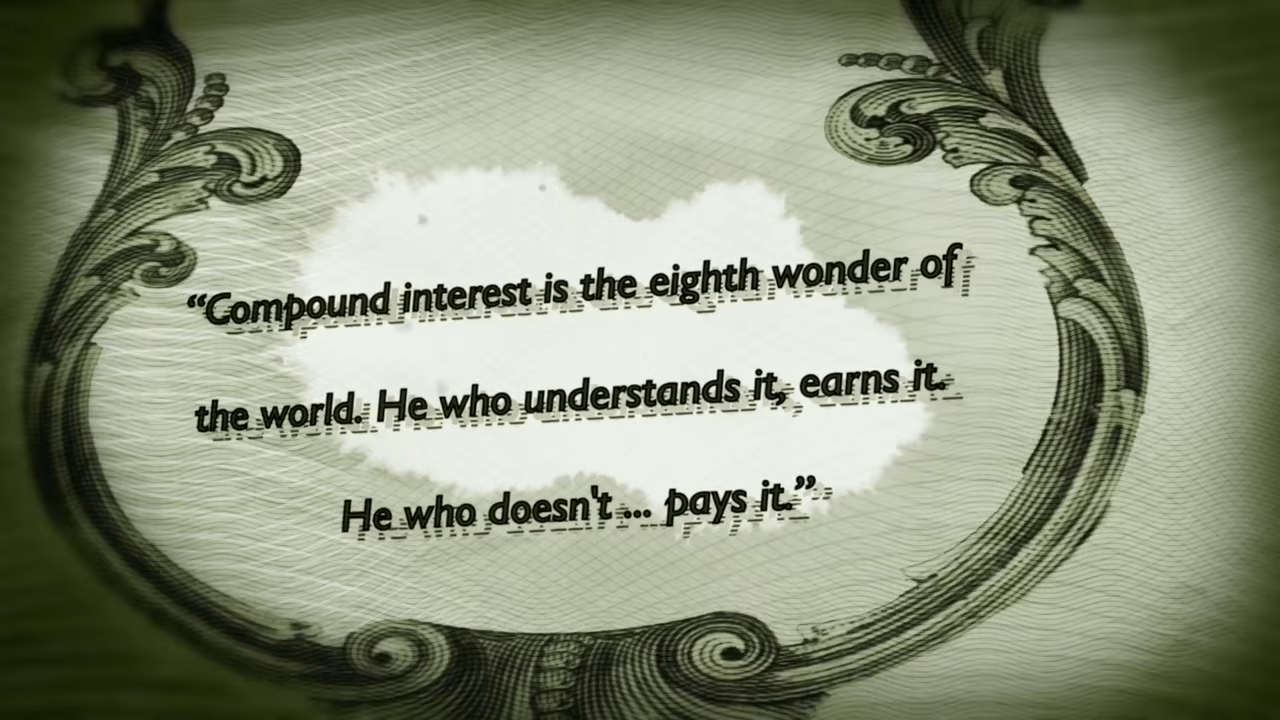 “Compound interest is the eighth wonder of
the world. He who understands it, earns it.
He who doesn't ... pays it.”